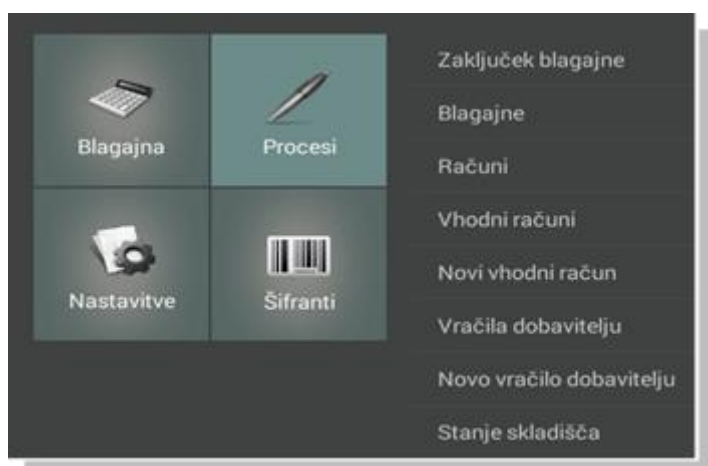 Blagajna
Procesi
Nastavitve
Šifranti
Zaključek blagajne
Blagajne
Računi
Vhodni računi
Novi vhodni račun
Vračila dobavitelju
Novo vračilo dobavitelju
Stanje skladišča